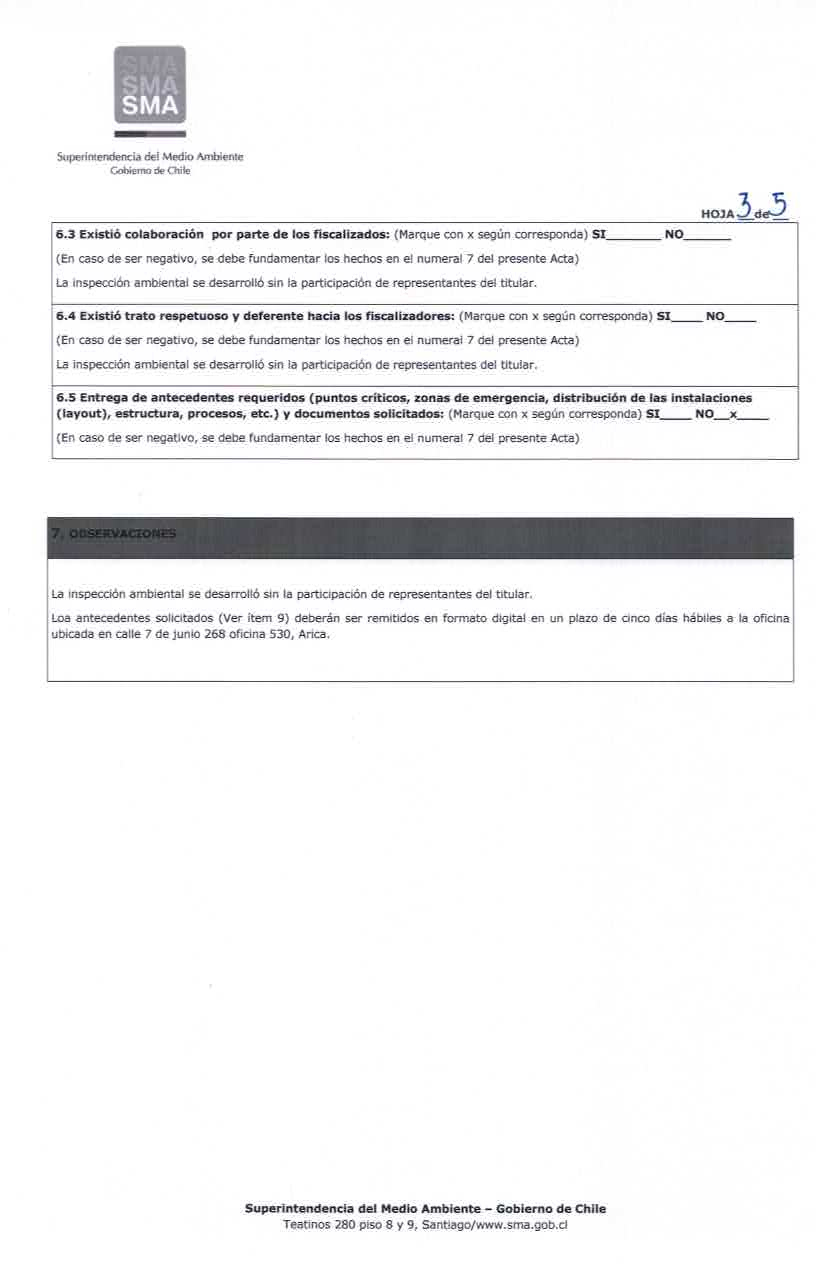 SMA
SMA
SMA
Superintendencia del Medio Ambiente
Gobierno de Chile
HOJA 3 de 5
6.3 Existió colaboración por parte de los fiscalizados: (Marque con x según corresponda) SI________ NO_______
(En caso de ser negativo, se debe fundamentar los hechos en el numeral 7 del presente Acta)
La inspección ambiental se desarrolló sin la participación de representantes del titular.
6.4 Existió trato respetuoso y deferente hacia los fiscalizadores: (Marque con x según corresponda) SI____ NO____
(En caso de ser negativo, se debe fundamentar los hechos en el numeral 7 del presente Acta)
La inspección ambiental se desarrolló sin la participación de representantes del titular.
6.5 Entrega de antecedentes requeridos (puntos críticos, zonas de emergencia, distribución de las instalaciones
(layout), estructura, procesos, etc.) y documentos solicitados: (Marque con x según corresponda) SI____ NO__x____
(En caso de ser negativo, se debe fundamentar los hechos en el numeral 7 del presente Acta)
7. OBSERVACIONES
La inspección ambiental se desarrolló sin la participación de representantes del titular.
Loa antecedentes solicitados (Ver ítem 9) deberán ser remitidos en formato digital en un plazo de cinco días hábiles a la oficina
ubicada en calle 7 de junio 268 oficina 530, Arica.
Superintendencia del Medio Ambiente – Gobierno de Chile
Teatinos 280 piso 8 y 9, Santiago/www.sma.gob.cl